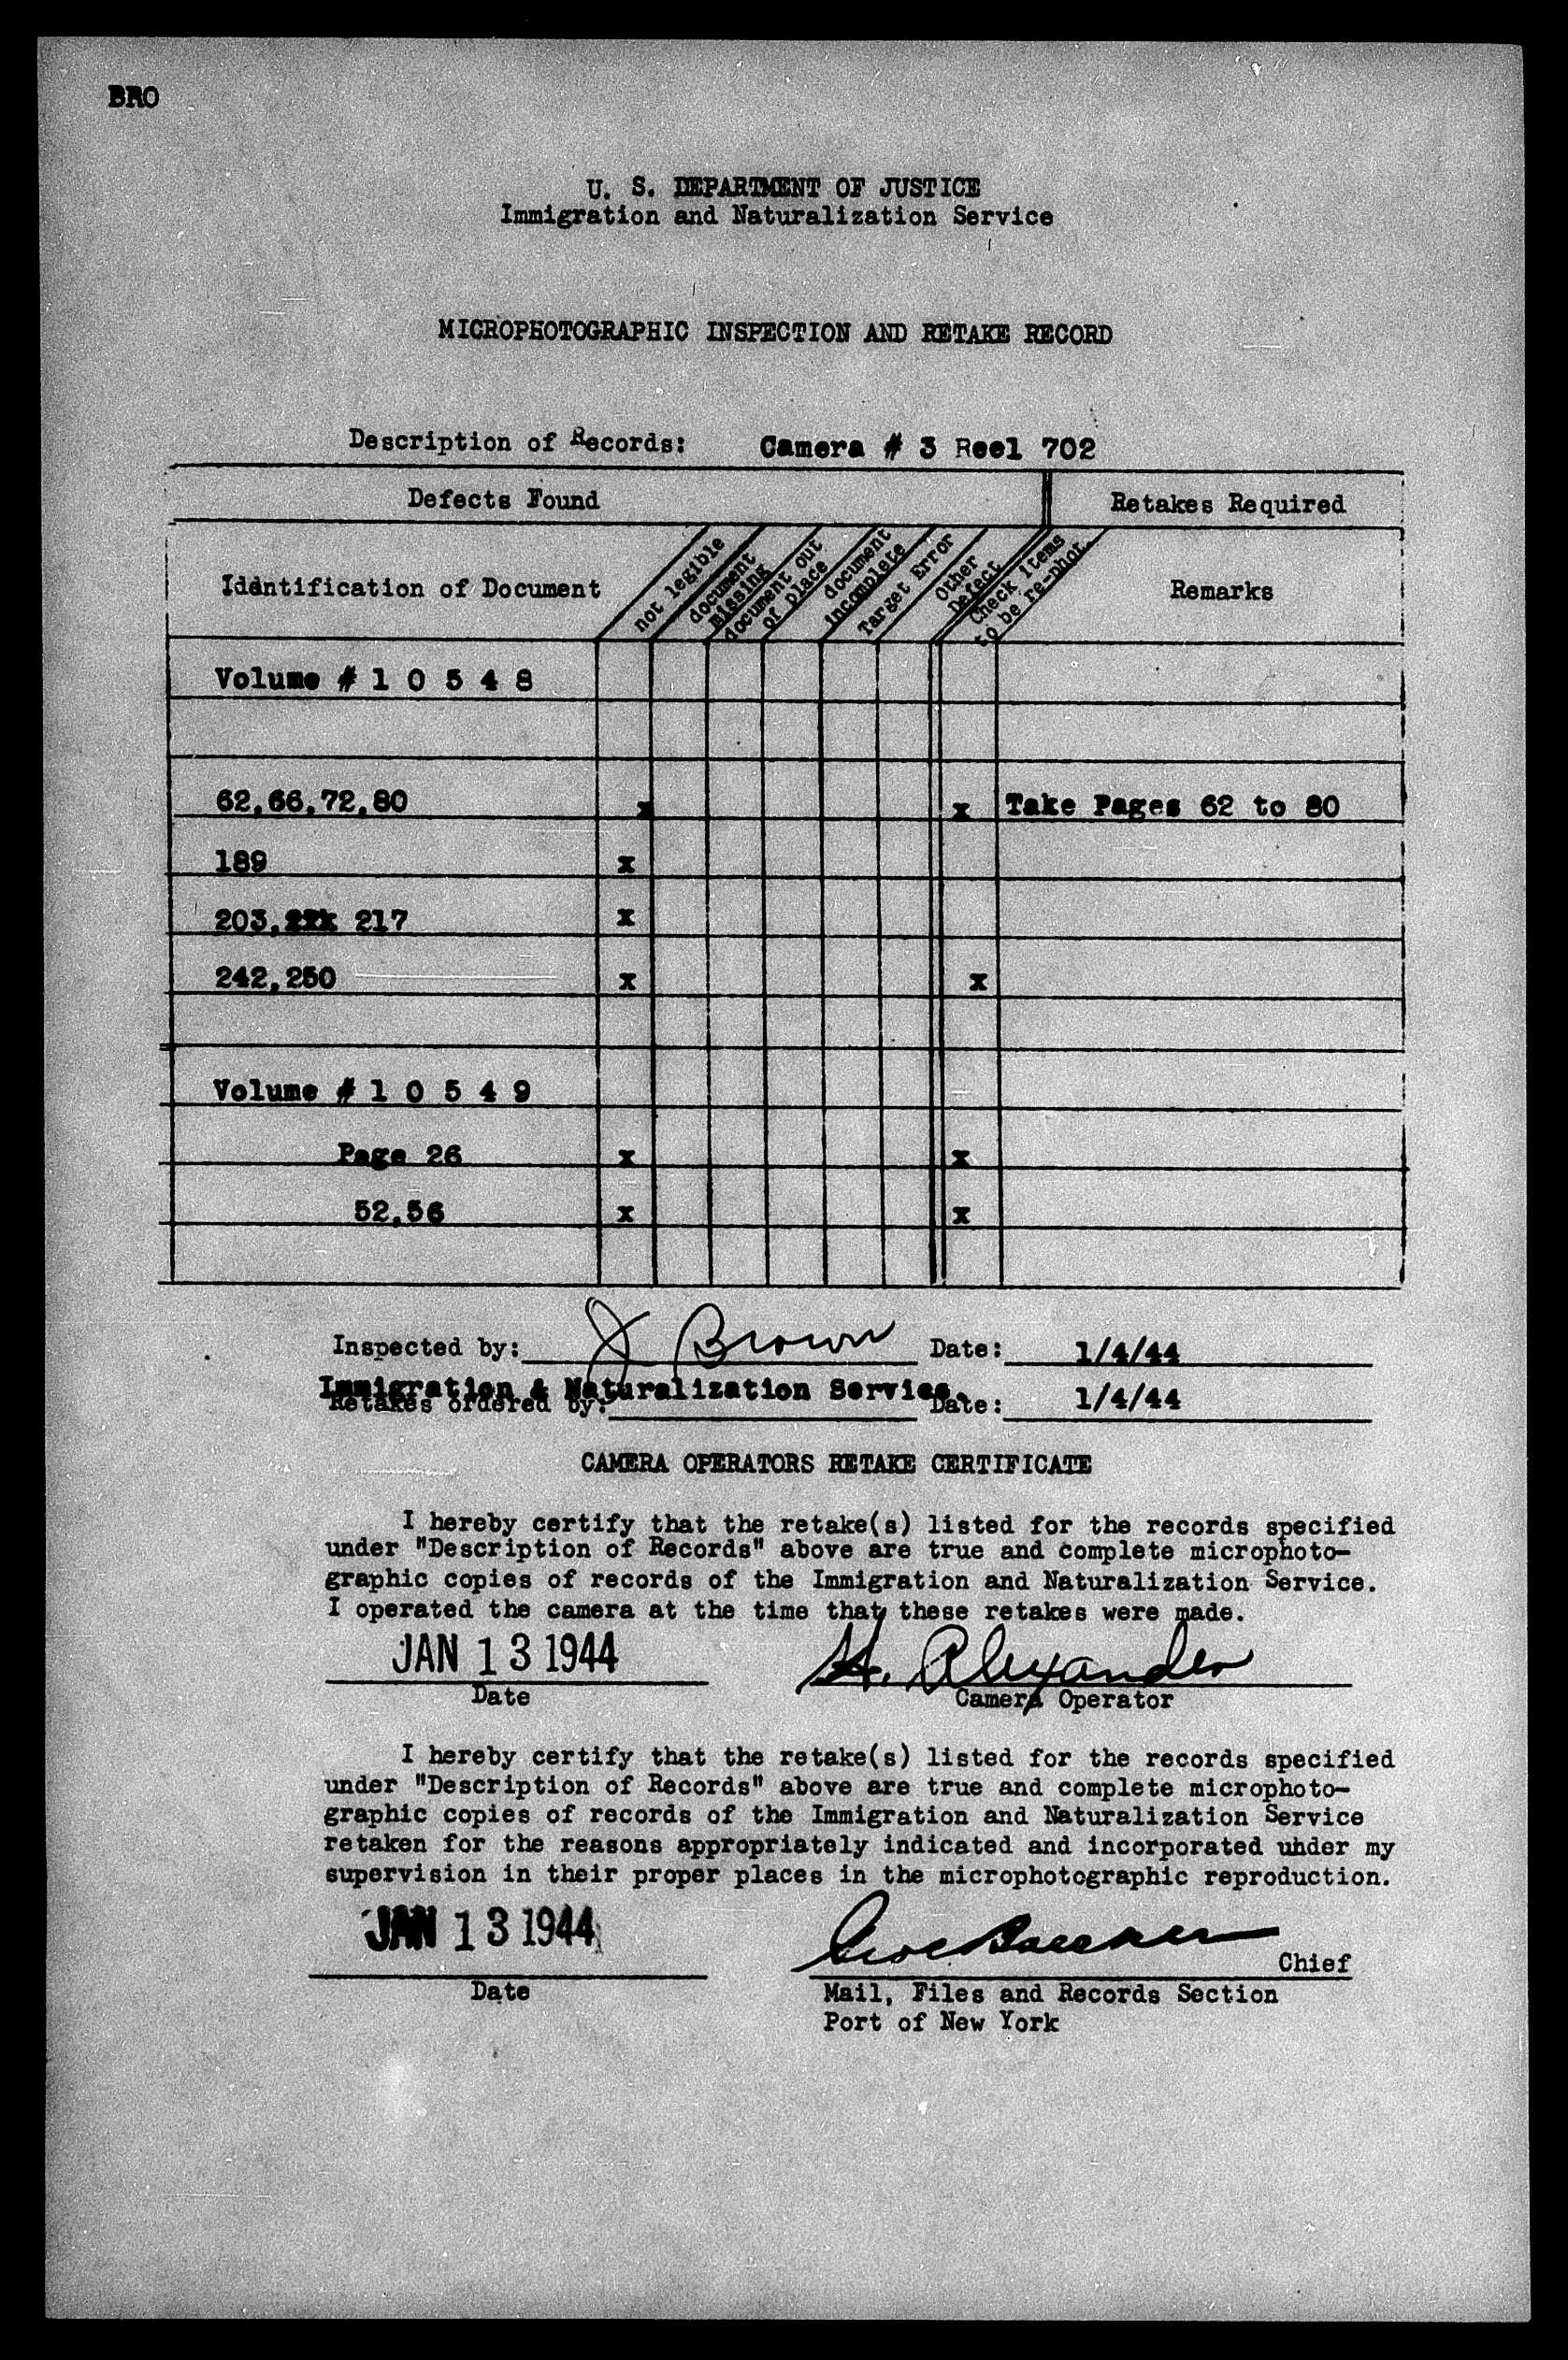 BRO
U. S. DEPARTMENT OF JUSTICE
Immigration and Naturalization Service
MICROPHOTOGRAPHIC INSPECTION AND RETAKE RECORD
Description of Records: Camera # 3 Reel 702
Defects Found Retakes Required
Identification of Document
not legible
document
missing
document out
of place
document
incomplete
Target Error
Other
Defect
Check Items
to be re-phot.
Remarks
Volume # 1 0 5 4 8
62,66,72,80 x x Take Pages 62 to 80
189 x
203, 217 x
242,250 x x
Volume # 1 0 5 4 9
Page 26 x x
52,56 x x
Inspected by: J Brown Date: 1/4/44
Immigration & Naturalization Service.
Retakes ordered by: Date: 1/4/44
CAMERA OPERATORS RETAKE CERTIFICATE
I hereby certify that the retake(s) listed for the records specified
under "Description of Records" above are true and complete microphoto-
graphic copies of records of the Immigration and Naturalization Service.
I operated the camera at the time that these retakes were made.
JAN 13 1944 H. Alexander
Date Camera Operator
I hereby certify that the retake(s) listed for the records specified
under "Description of Records" above are true and complete microphoto-
graphic copies of records of the Immigration and Naturalization Service
retaken for the reasons appropriately indicated and incorporated under my
supervision in their proper places in the microphotographic reproduction.
JAN 13 1944
Chief
Date Mail, Files and Records Section
Port of New York